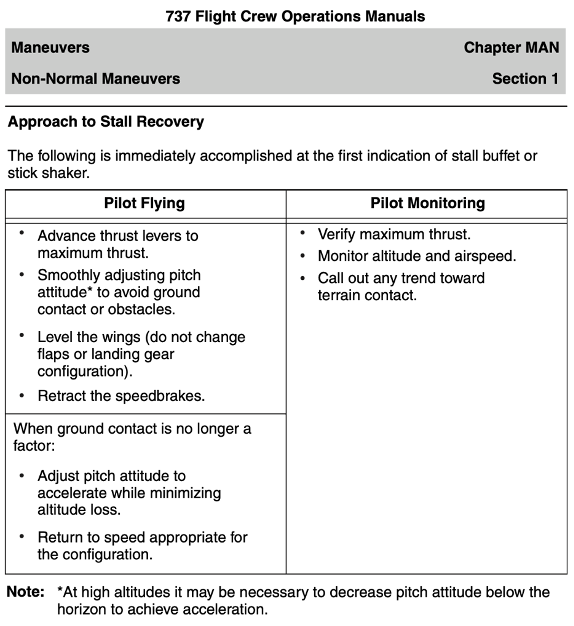 737 Flight Crew Operations Manuals
Maneuvers
Chapter MAN
Non-Normal Maneuvers
Section 1
Approach to Stall Recovery
The following is immediately accomplished at the first indication of stall buffet or
stick shaker.
Pilot Flying
Pilot Monitoring
• Advance thrust levers to
maximum thrust.
• Smoothly adjusting pitch
attitude* to avoid ground
contact or obstacles.
• Level the wings (do not change
flaps or landing gear
configuration).
• Retract the speedbrakes.
• Verify maximum thrust.
• Monitor altitude and airspeed.
• Call out any trend toward
terrain contact.
When ground contact is no longer a
factor:
• Adjust pitch attitude to
accelerate while minimizing
altitude loss.
• Return to speed appropriate for
the configuration.
Note: *At high altitudes it may be necessary to decrease pitch attitude below the
horizon to achieve acceleration.